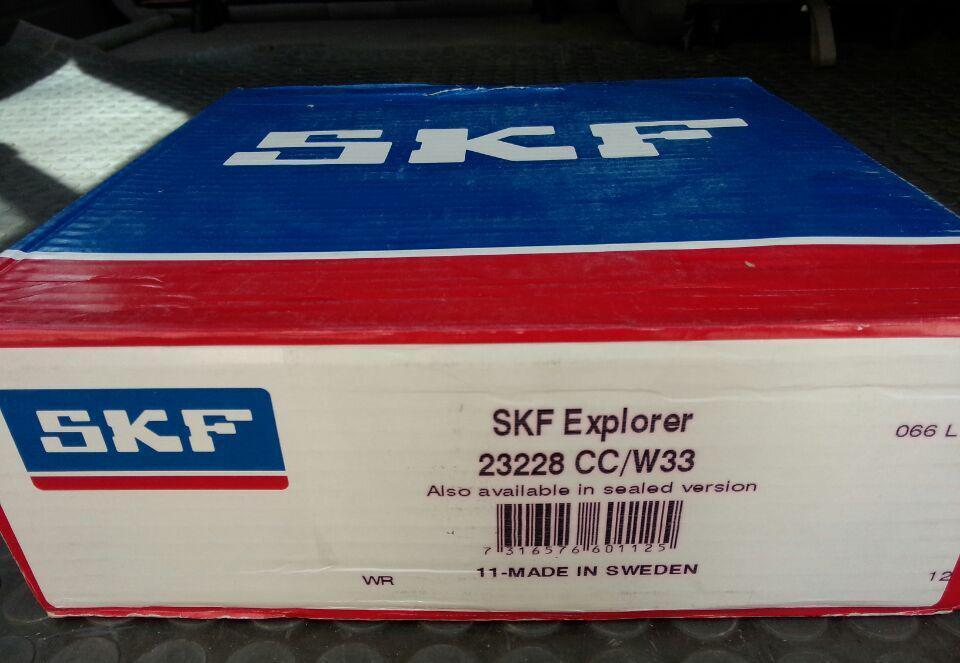 SKF
SKF
SKF Explorer
23228 CC/W33
Also available in sealed version
7 316576 601125
11-MADE IN SWEDEN
WR
066 L
12